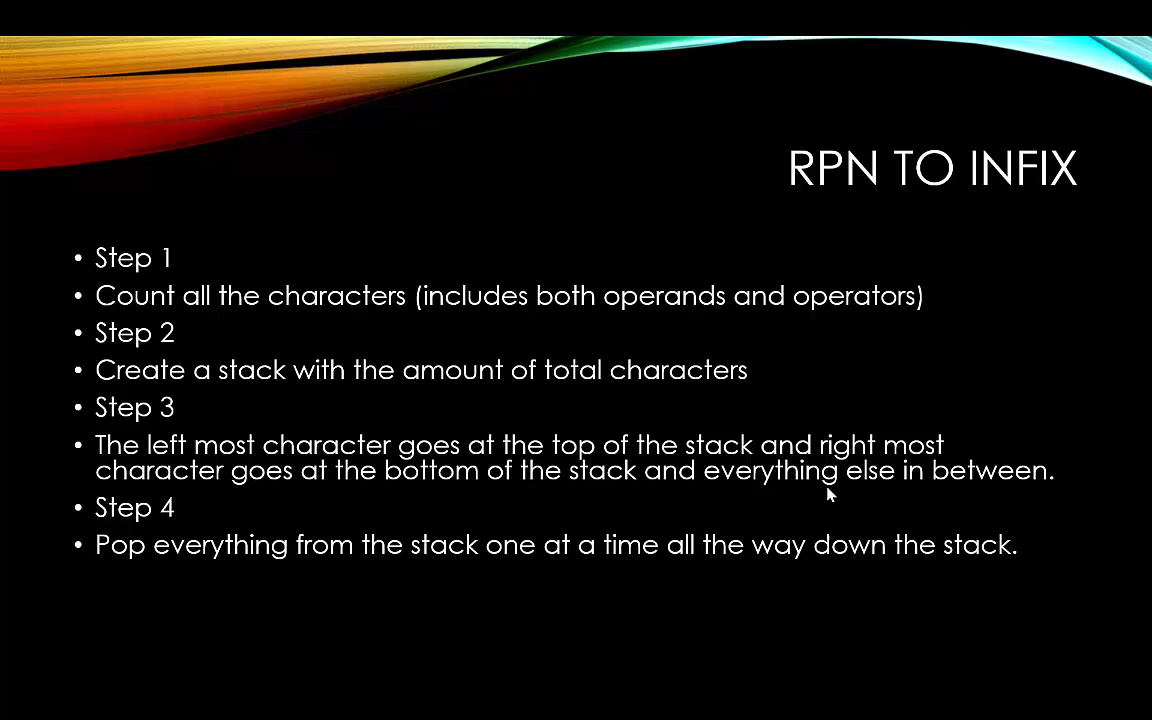 RPN TO INFIX
• Step 1
• Count all the characters (includes both operands and operators)
• Step 2
• Create a stack with the amount of total characters
• Step 3
• The left most character goes at the top of the stack and right most
character goes at the bottom of the stack and everything else in between.
• Step 4
• Pop everything from the stack one at a time all the way down the stack.